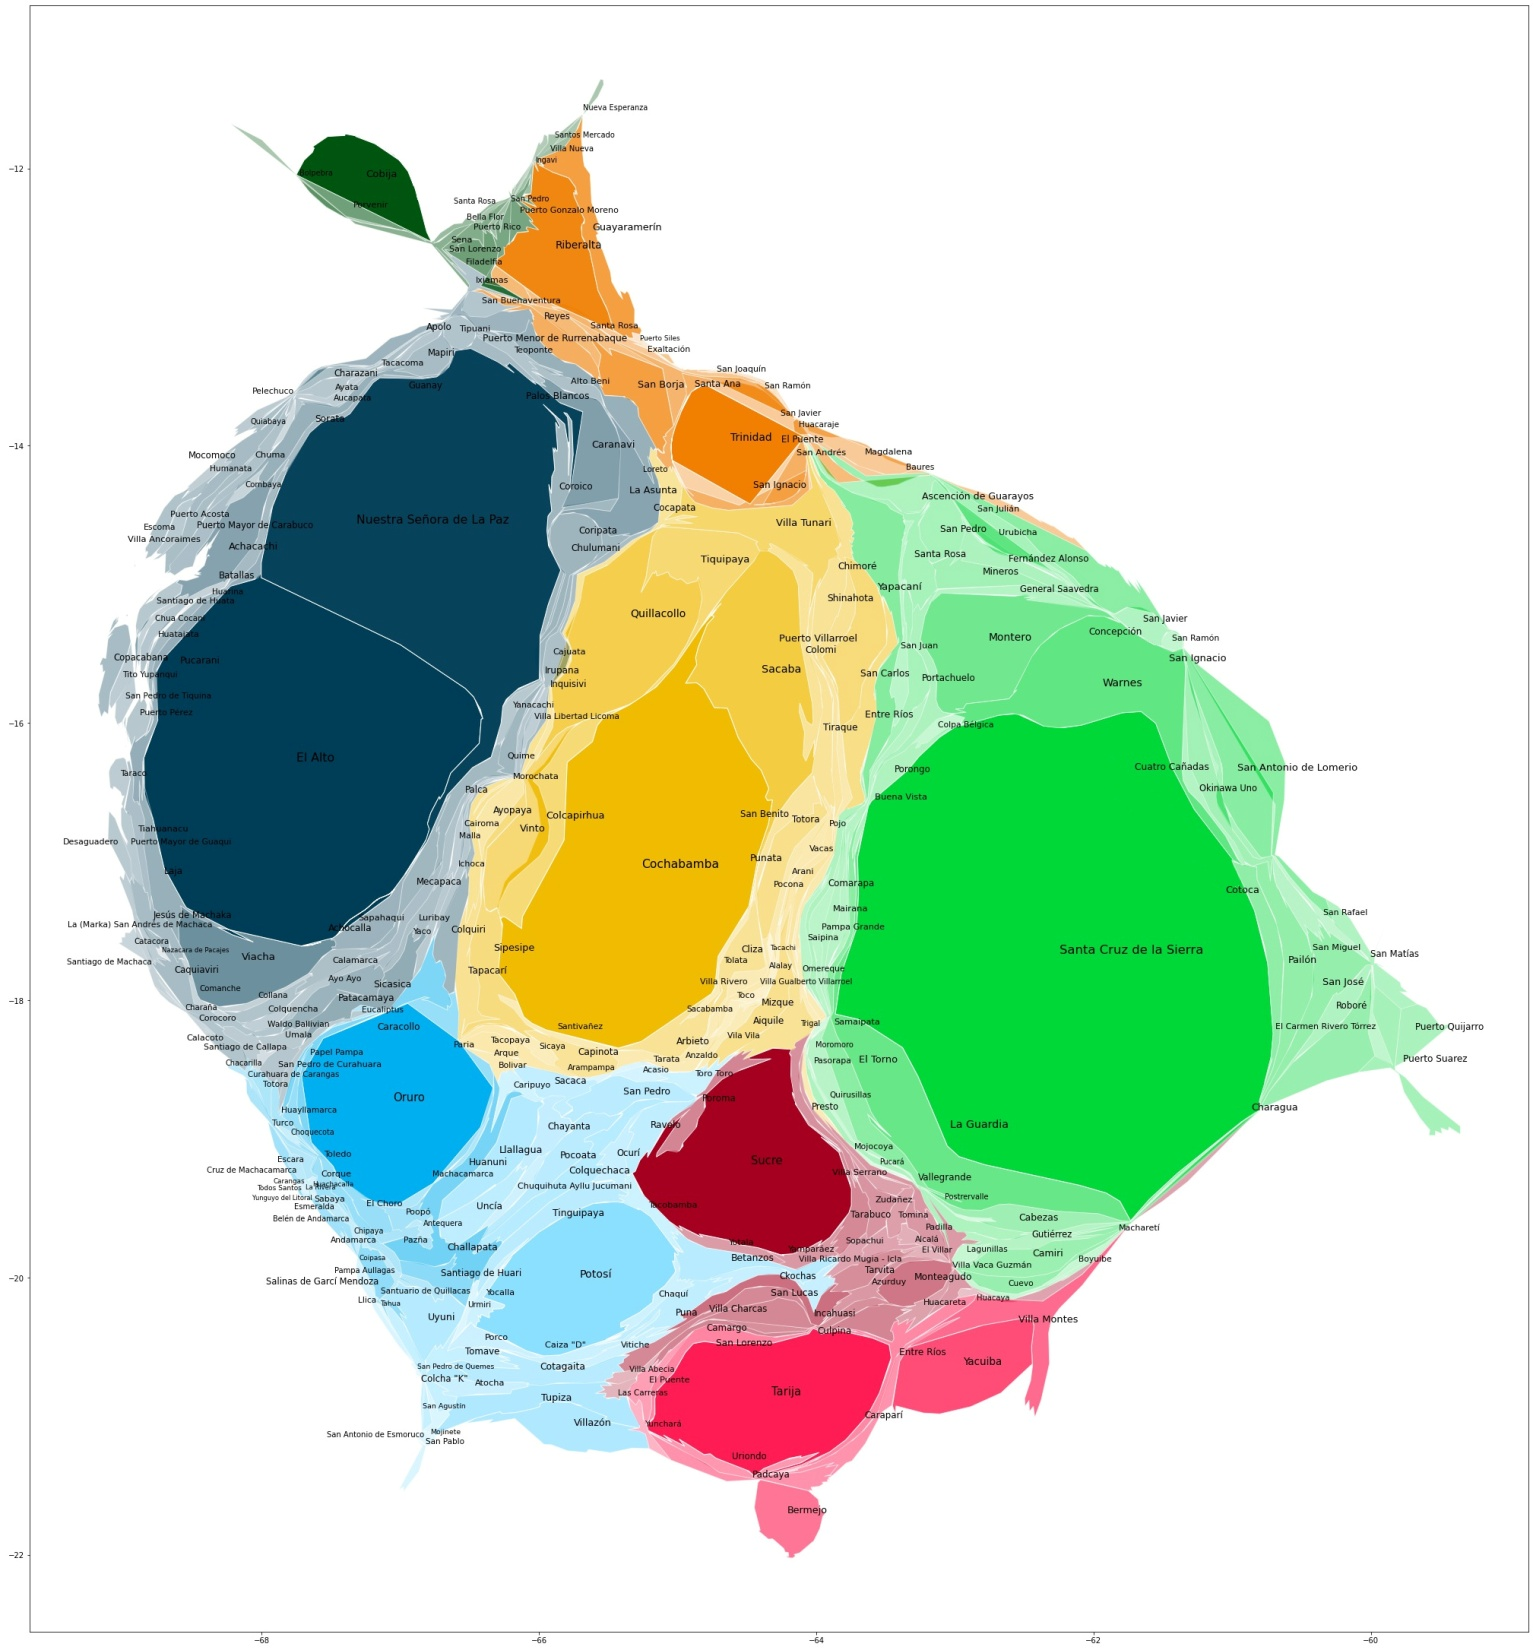 Nueva Esperanza
Santos Mercado
Villa Nueva
Ingavi
−12
Bolpebra
Cobija
Porvenir
Santa Rosa
San Pedro
Bella Flor
Puerto Gonzalo Moreno
Puerto Rico
Guayaramerín
Sena
San Lorenzo
Riberalta
Filadelfia
Ixiamas
San Buenaventura
Reyes
Apolo
Tipuani
Santa Rosa
Puerto Menor de Rurrenabaque
Puerto Siles
Exaltación
Mapiri
Teoponte
Tacacoma
San Joaquín
Charazani
Guanay
Alto Beni
San Borja
Santa Ana
San Ramón
Pelechuco
Ayata
Aucapata
Palos Blancos
Quiabaya
Sorata
San Javier
Huacaraje
−14
Trinidad
El Puente
Caranavi
San Andrés
Magdalena
Mocomoco
Chuma
Humanata
Loreto
Baures
Combaya
Coroico
La Asunta
San Ignacio
Ascención de Guarayos
Cocapata
San Julián
Puerto Acosta
Nuestra Señora de La Paz
Villa Tunari
Escoma
Puerto Mayor de Carabuco
Coripata
San Pedro
Urubicha
Villa Ancoraimes
Achacachi
Chulumani
Tiquipaya
Santa Rosa
Fernández Alonso
Chimoré
Mineros
Batallas
Yapacaní
General Saavedra
Huarina
Santiago de Huata
Shinahota
Chua Cocani
Quillacollo
San Javier
Huatajata
Puerto Villarroel
Montero
Concepción
San Ramón
Copacabana
Pucarani
Cajuata
Colomi
San Juan
San Ignacio
Tito Yupanqui
Irupana
Sacaba
San Carlos
Portachuelo
Warnes
Inquisivi
San Pedro de Tiquina
Yanacachi
Puerto Pérez
Villa Libertad Licoma
Entre Ríos
−16
Tiraque
Colpa Bélgica
El Alto
Quime
Taraco
Morochata
Porongo
Cuatro Cañadas
San Antonio de Lomerio
Palca
Buena Vista
Okinawa Uno
Ayopaya
Colcapirhua
San Benito
Totora
Pojo
Tiahuanacu
Cairoma
Vinto
Desaguadero
Puerto Mayor de Guaqui
Malla
Vacas
Ichoca
Cochabamba
Punata
Laja
Arani
Mecapaca
Pocona
Comarapa
Cotoca
Jesús de Machaka
Sapahaqui
Luribay
Mairana
San Rafael
La (Marka) San Andrés de Machaca
Achocalla
Yaco
Colquiri
Pampa Grande
Catacora
Saipina
Nazacara de Pacajes
Sipesipe
Cliza
Tachachi
Santa Cruz de la Sierra
San Miguel
Santiago de Machaca
Viacha
Calamarca
Tolata
Pailón
San Matías
Caquiaviri
Tapacarí
Alalay
Omereque
Ayo Ayo
Sicasica
Villa Rivero
Villa Gualberto Villarroel
San José
Comanche
Collana
Patacamaya
Toco
−18
Charaña
Colquencha
Eucaliptus
Sacabamba
Mizque
Roboré
Corocoro
Waldo Ballivian
Caracollo
Santivañez
Aiquile
Trigal
Samaipata
El Carmen Rivero Tórrez
Puerto Quijarro
Calacoto
Umala
Villa Vila
Santiago de Callapa
Paria
Tacopaya
Sicaya
Arbieto
Moromoro
Papel Pampa
Arque
Capinota
Anzaldo
El Torno
Puerto Suarez
Chacarilla
San Pedro de Curahuara
Bolivar
Arampampa
Tarata
Pasorapa
Curahuara de Carangas
Acasio
Toro Toro
Totora
Caripuyo
Sacaca
San Pedro
Oruro
Poroma
Quirusillas
Huayllamarca
Presto
Charagua
Turco
Chayanta
Ravelo
La Guardia
Choquecota
Llallagua
Mojocoya
Toledo
Pocoata
Ocurí
Escara
Huanuni
Sucre
Pucará
Cruz de Machacamarca
Corque
Machacamarca
Colquechaca
Villa Serrano
Vallegrande
Carangas
Huachacalla
Chuquihuta Ayllu Jucumani
Todos Santos
La Rivera
Postrervalle
Yunguyo del Litoral
Sabaya
El Choro
Uncía
Tacobamba
Zudañez
Esmeralda
Poopó
Tinguipaya
Tarabuco
Tomina
Cabezas
Belén de Andamarca
Antequera
Padilla
Macharetí
Chipaya
Gutiérrez
Andamarca
Pazña
Challapata
Yotala
Sopachui
Alcalá
Yamparáez
El Villar
Lagunillas
Camiri
Coipasa
Betanzos
Villa Ricardo Mugia - Icla
Boyuibe
Pampa Aullagas
Santiago de Huari
Potosí
Ckochas
Tarvita
Villa Vaca Guzmán
−20
Salinas de Garcí Mendoza
Azurduy
Monteagudo
Cuevo
Santuario de Quillacas
Yocalla
Chaquí
San Lucas
Llica
Tahua
Urmiri
Huacareta
Huacaya
Uyuni
Puna
Villa Charcas
Incahuasi
Villa Montes
Camargo
Culpina
Porco
Caiza "D"
Vitiche
San Lorenzo
Tomave
Entre Ríos
San Pedro de Quemes
Cotagaita
Villa Abecia
Yacuiba
Colcha "K"
Atocha
El Puente
Tupiza
Las Carreras
Tarija
San Agustín
Caraparí
San Antonio de Esmoruco
Mojinete
Villazón
Yunchará
San Pablo
Uriondo
Padcaya
Bermejo
−22
−68
−66
−64
−62
−60